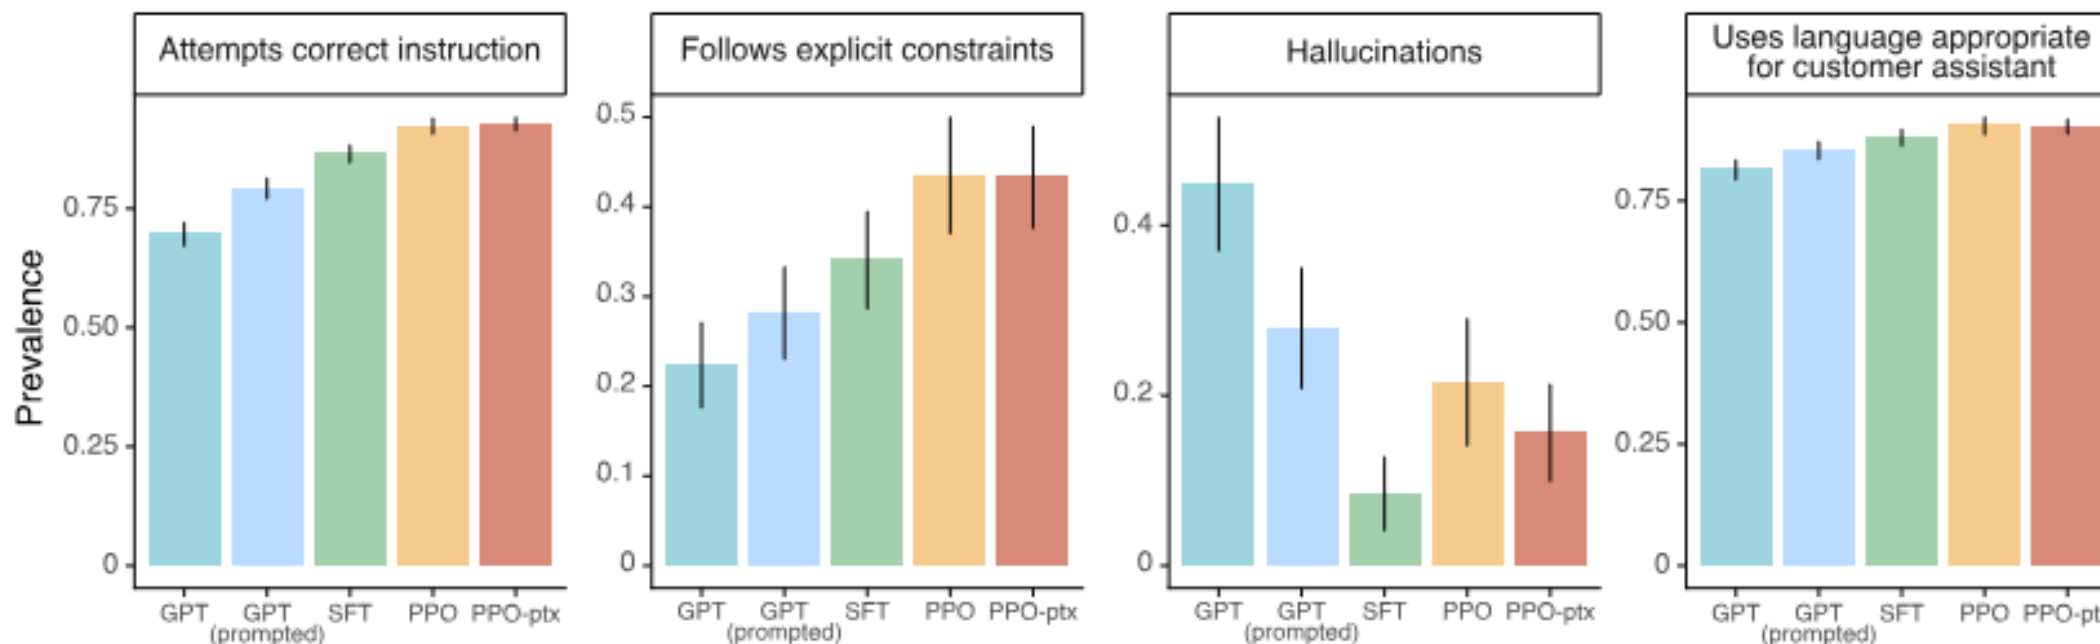 Attempts correct instruction
Follows explicit constraints
Hallucinations
Uses language appropriate
for customer assistant
Prevalence
0.75
0.50
0.25
0
GPT
GPT
(prompted)
SFT
PPO
PPO-ptx
0.5
0.4
0.3
0.2
0.1
0
GPT
GPT
(prompted)
SFT
PPO
PPO-ptx
0.4
0.2
0
GPT
GPT
(prompted)
SFT
PPO
PPO-ptx
0.75
0.50
0.25
0
GPT
GPT
(prompted)
SFT
PPO
PPO-pt